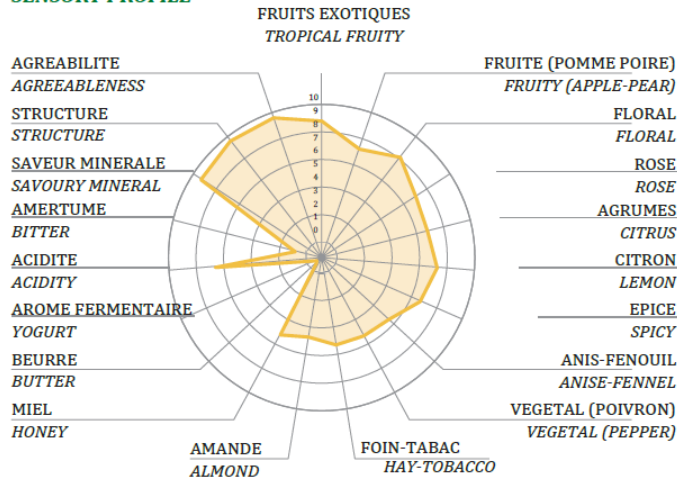 FRUITS EXOTIQUES
TROPICAL FRUITY
AGREABILITE
AGREEABLENESS
STRUCTURE
STRUCTURE
SAVEUR MINERALE
SAVOURY MINERAL
AMERTUME
BITTER
ACIDITE
ACIDITY
AROME FERMENTAIRE
YOGURT
BEURRE
BUTTER
MIEL
HONEY
AMANDE
ALMOND
10
9
8
7
6
5
4
3
2
1
0
FRUITE (POMME POIRE)
FRUITY (APPLE-PEAR)
FLORAL
FLORAL
ROSE
ROSE
AGRUMES
CITRUS
CITRON
LEMON
EPICE
SPICY
ANIS-FENOUIL
ANISE-FENNEL
VEGETAL (POIVRON)
VEGETAL (PEPPER)
FOIN-TABAC
HAY-TOBACCO